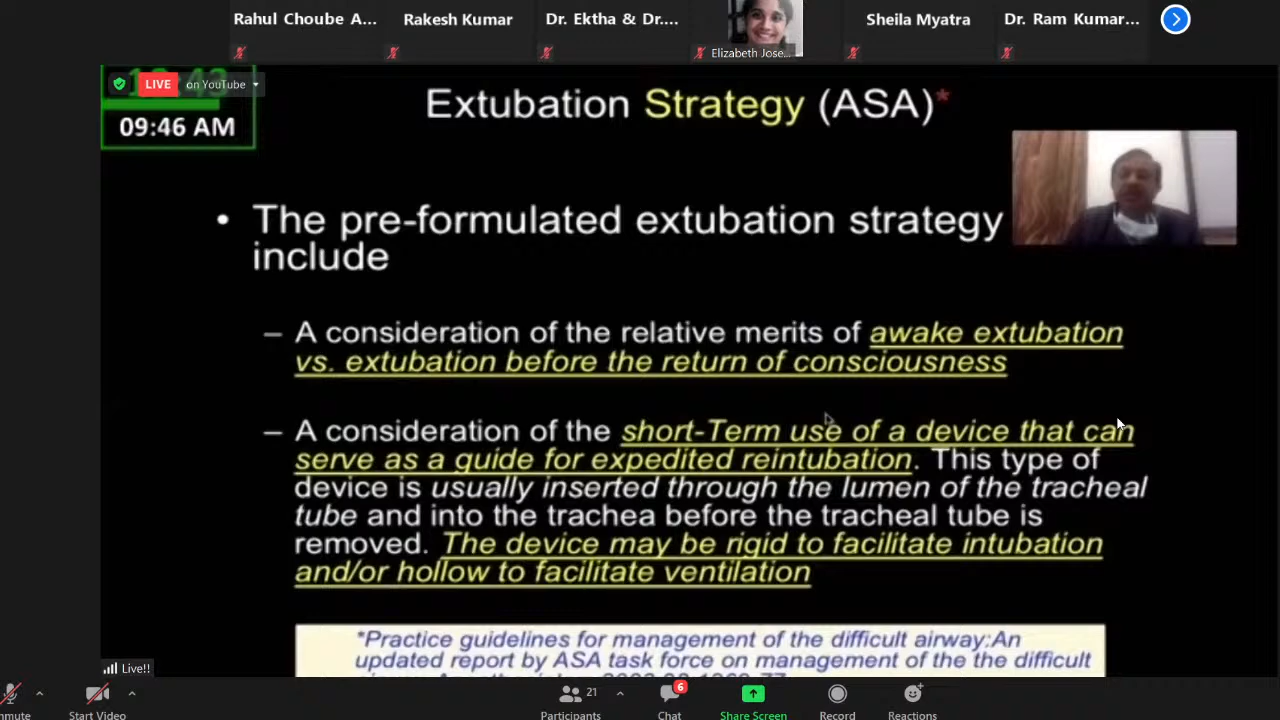 Rahul Choube A...
Rakesh Kumar
Dr. Ektha & Dr....
Elizabeth Jose...
Sheila Myatra
Dr. Ram Kumar...
LIVE on YouTube
09:46 AM
Extubation Strategy (ASA)*
• The pre-formulated extubation strategy
include
– A consideration of the relative merits of awake extubation
vs. extubation before the return of consciousness
– A consideration of the short-Term use of a device that can
serve as a guide for expedited reintubation. This type of
device is usually inserted through the lumen of the tracheal
tube and into the trachea before the tracheal tube is
removed. The device may be rigid to facilitate intubation
and/or hollow to facilitate ventilation
*Practice guidelines for management of the difficult airway:An
updated report by ASA task force on management of the the difficult
Live!!
21
6
Start Video
Participants
Chat
Share Screen
Record
Reactions